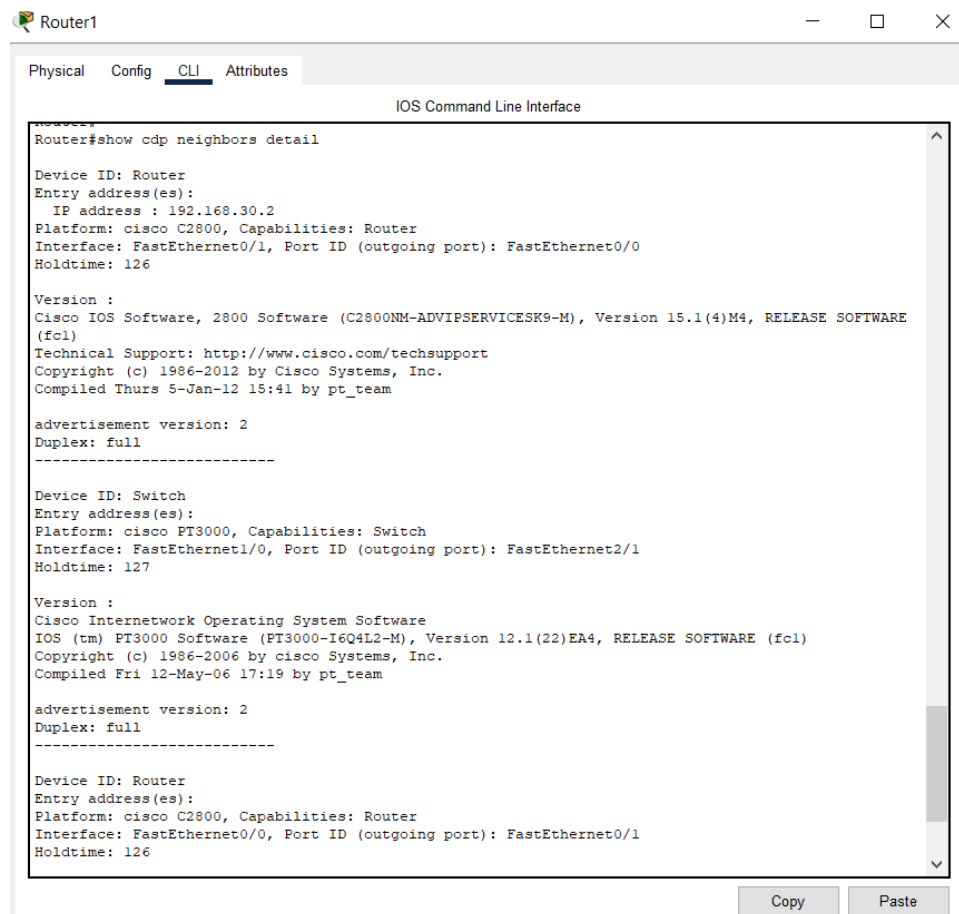 Router1
Physical Config CLI Attributes
IOS Command Line Interface
Router#show cdp neighbors detail
Device ID: Router
Entry address(es):
IP address : 192.168.30.2
Platform: cisco C2800, Capabilities: Router
Interface: FastEthernet0/1, Port ID (outgoing port): FastEthernet0/0
Holdtime: 126
Version :
Cisco IOS Software, 2800 Software (C2800NM-ADVIPSERVICESK9-M), Version 15.1(4)M4, RELEASE SOFTWARE
(fc1)
Technical Support: http://www.cisco.com/techsupport
Copyright (c) 1986-2012 by Cisco Systems, Inc.
Compiled Thurs 5-Jan-12 15:41 by pt_team
advertisement version: 2
Duplex: full
---------------------------
Device ID: Switch
Entry address(es):
Platform: cisco PT3000, Capabilities: Switch
Interface: FastEthernet1/0, Port ID (outgoing port): FastEthernet2/1
Holdtime: 127
Version :
Cisco Internetwork Operating System Software
IOS (tm) PT3000 Software (PT3000-I6Q4L2-M), Version 12.1(22)EA4, RELEASE SOFTWARE (fc1)
Copyright (c) 1986-2006 by cisco Systems, Inc.
Compiled Fri 12-May-06 17:19 by pt_team
advertisement version: 2
Duplex: full
---------------------------
Device ID: Router
Entry address(es):
Platform: cisco C2800, Capabilities: Router
Interface: FastEthernet0/0, Port ID (outgoing port): FastEthernet0/1
Holdtime: 126
Copy Paste